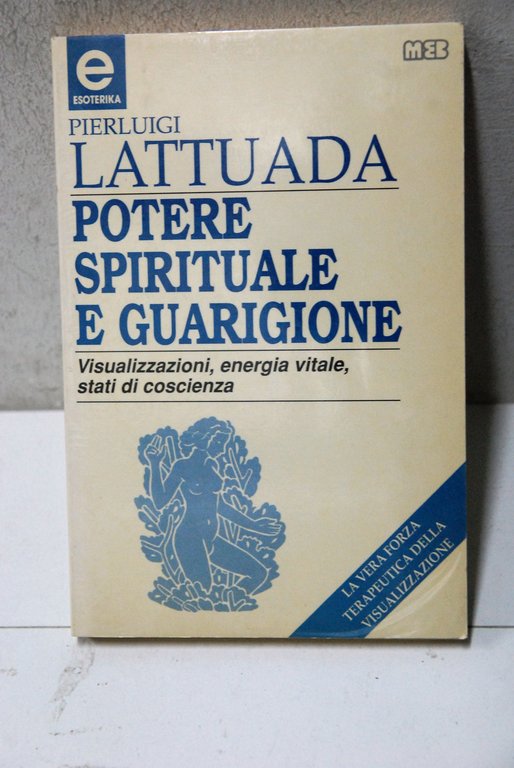 e
ESOTERIKA
MEB
PIERLUIGI
LATTUADA
POTERE
SPIRITUALE
E GUARIGIONE
Visualizzazioni, energia vitale,
stati di coscienza
LA VERA FORZA
TERAPEUTICA DELLA
VISUALIZZAZIONE